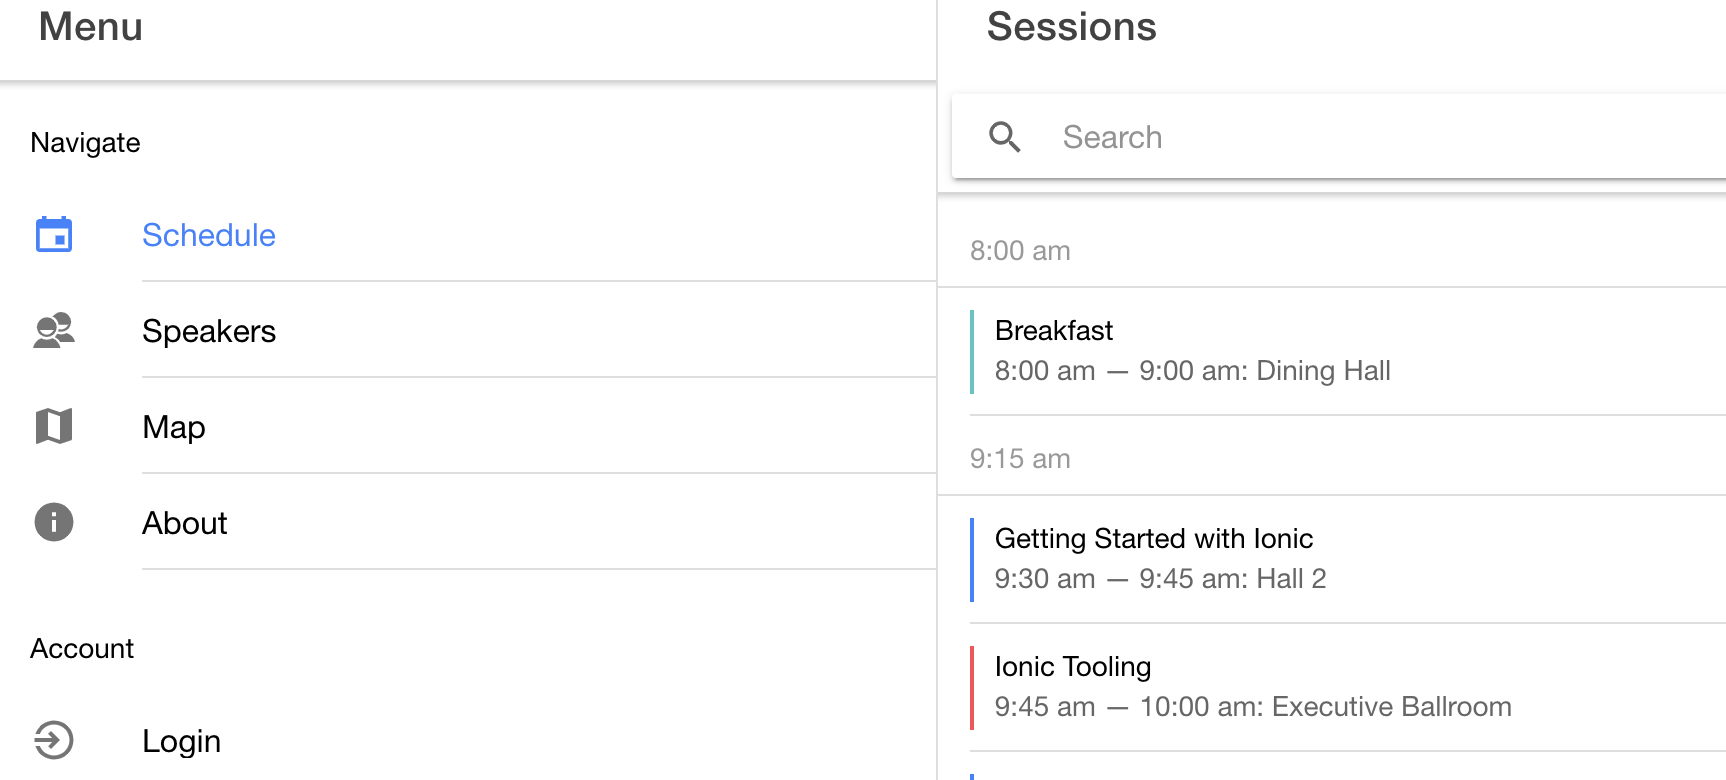 Menu
Navigate
Schedule
Speakers
Map
About
Account
Login
Sessions
Search
8:00 am
Breakfast
8:00 am — 9:00 am: Dining Hall
9:15 am
Getting Started with Ionic
9:30 am — 9:45 am: Hall 2
Ionic Tooling
9:45 am — 10:00 am: Executive Ballroom